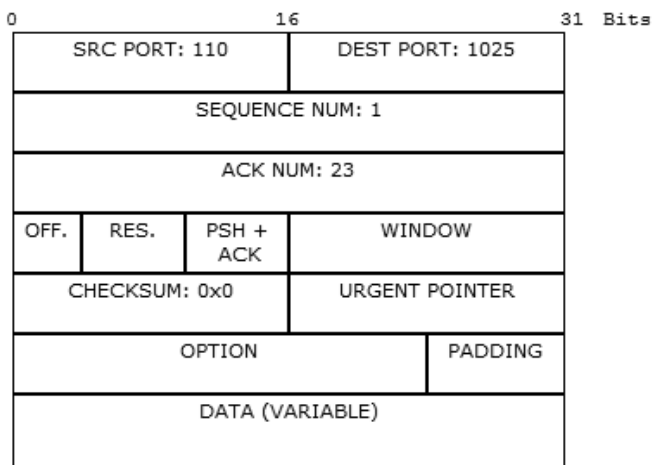 0 16 31 Bits
SRC PORT: 110 DEST PORT: 1025
SEQUENCE NUM: 1
ACK NUM: 23
OFF. RES. PSH + WINDOW
ACK
CHECKSUM: 0x0 URGENT POINTER
OPTION PADDING
DATA (VARIABLE)